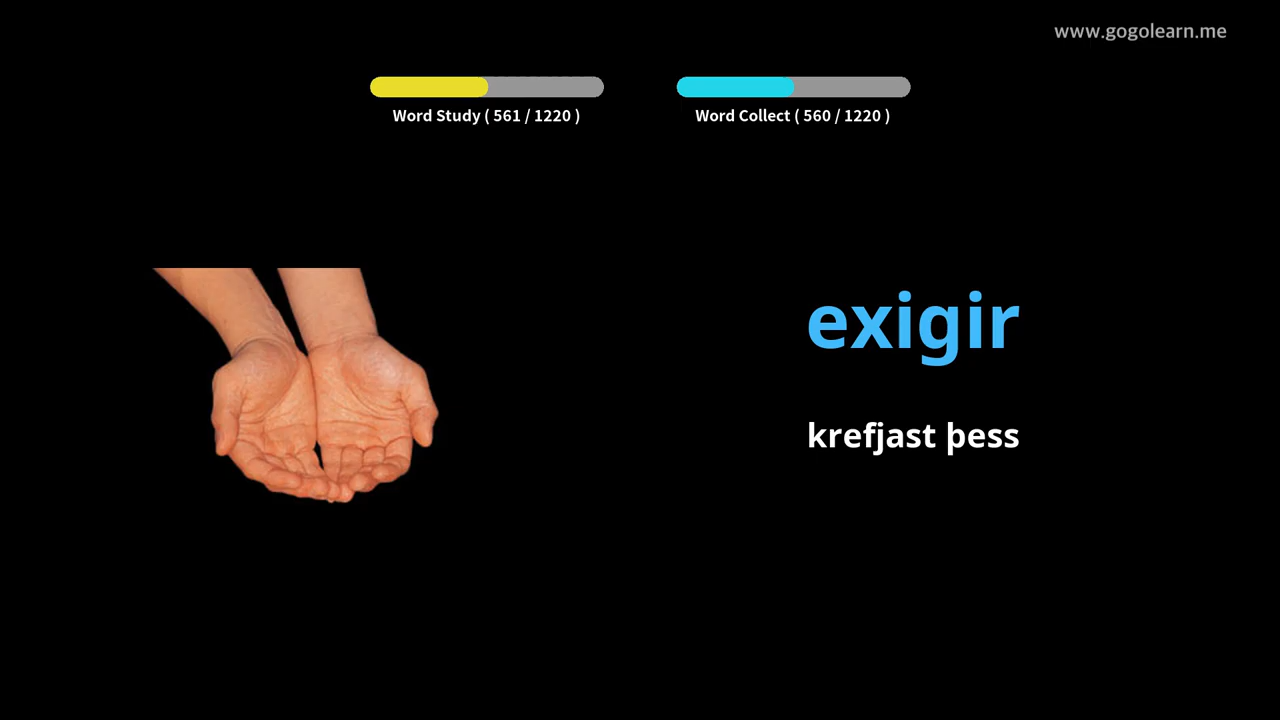 www.gogolearn.me
Word Study ( 561 / 1220 )
Word Collect ( 560 / 1220 )
exigir
krefjast þess